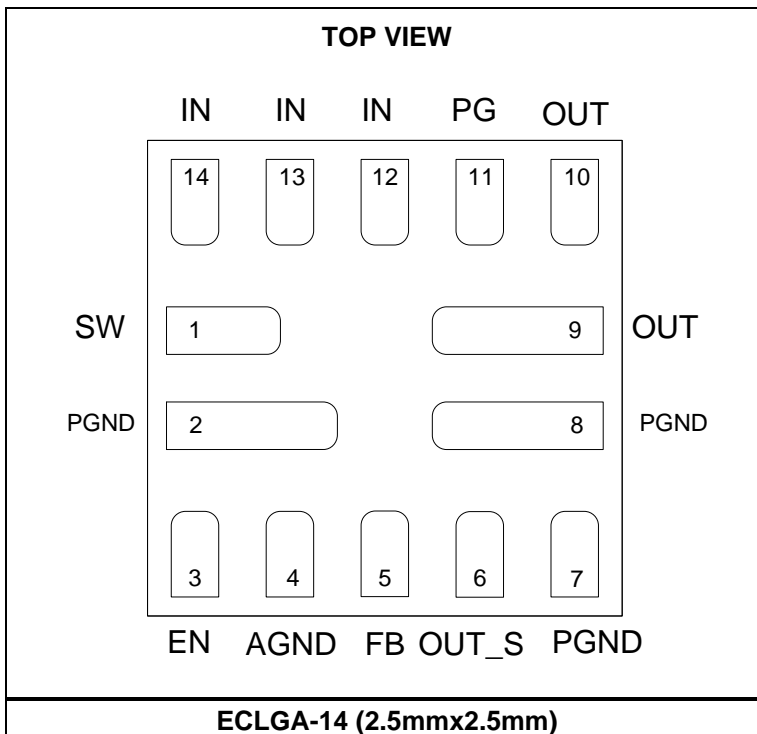 TOP VIEW
IN IN IN PG OUT
14 13 12 11 10
SW 1 9 OUT
PGND 2 8 PGND
3 4 5 6 7
EN AGND FB OUT_S PGND
ECLGA-14 (2.5mmx2.5mm)